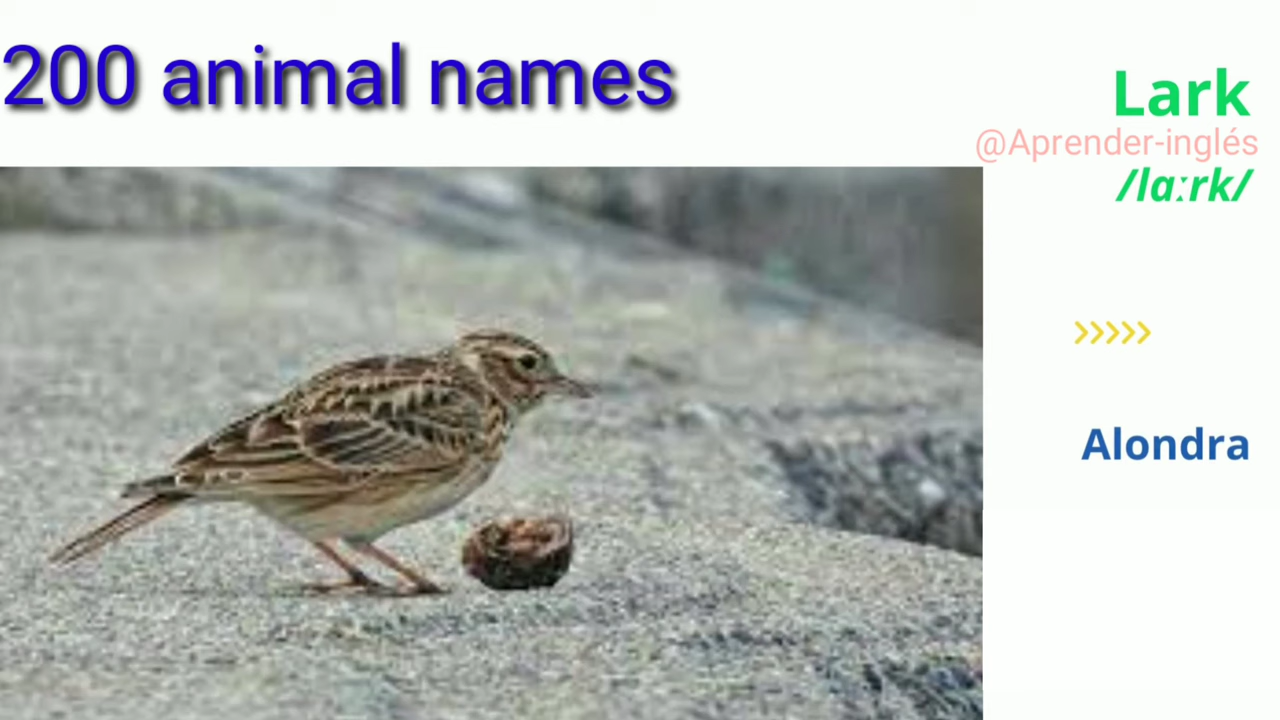 200 animal names
Lark
@Aprender-inglés
/lɑːrk/
›››››
Alondra